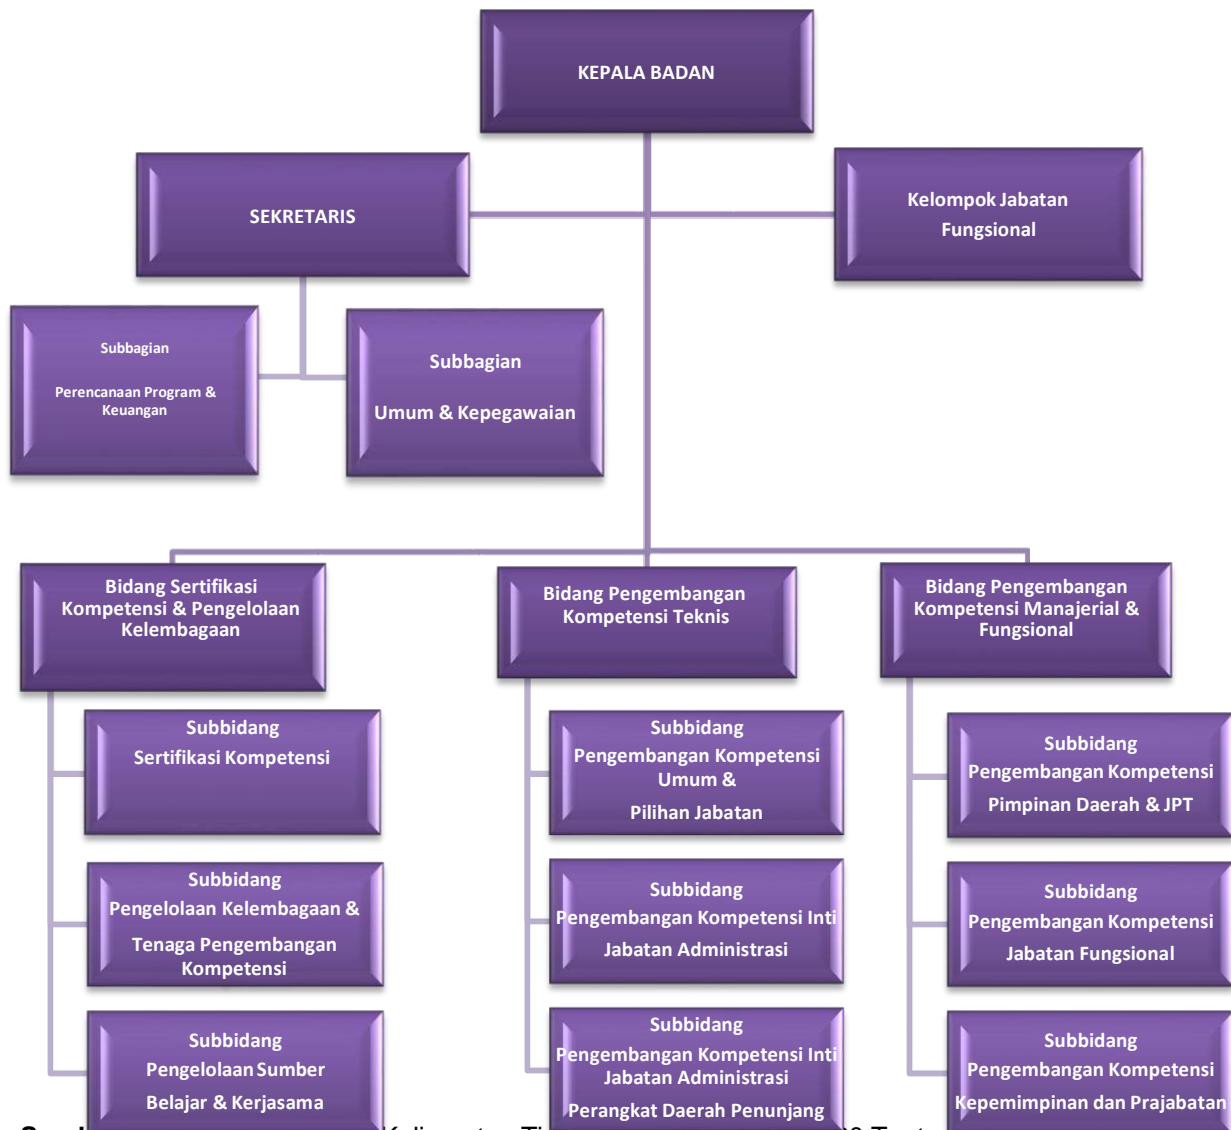 KEPALA BADAN
SEKRETARIS
Kelompok Jabatan
Fungsional
Subbagian
Perencanaan Program &
Keuangan
Subbagian
Umum & Kepegawaian
Bidang Sertifikasi
Kompetensi & Pengelolaan
Kelembagaan
Subbidang
Sertifikasi Kompetensi
Subbidang
Pengelolaan Kelembagaan &
Tenaga Pengembangan
Kompetensi
Subbidang
Pengelolaan Sumber
Belajar & Kerjasama
Bidang Pengembangan
Kompetensi Teknis
Subbidang
Pengembangan Kompetensi
Umum &
Pilihan Jabatan
Subbidang
Pengembangan Kompetensi Inti
Jabatan Administrasi
Subbidang
Pengembangan Kompetensi Inti
Jabatan Administrasi
Perangkat Daerah Penunjang
Bidang Pengembangan
Kompetensi Manajerial &
Fungsional
Subbidang
Pengembangan Kompetensi
Pimpinan Daerah & JPT
Subbidang
Pengembangan Kompetensi
Jabatan Fungsional
Subbidang
Pengembangan Kompetensi
Kepemimpinan dan Prajabatan